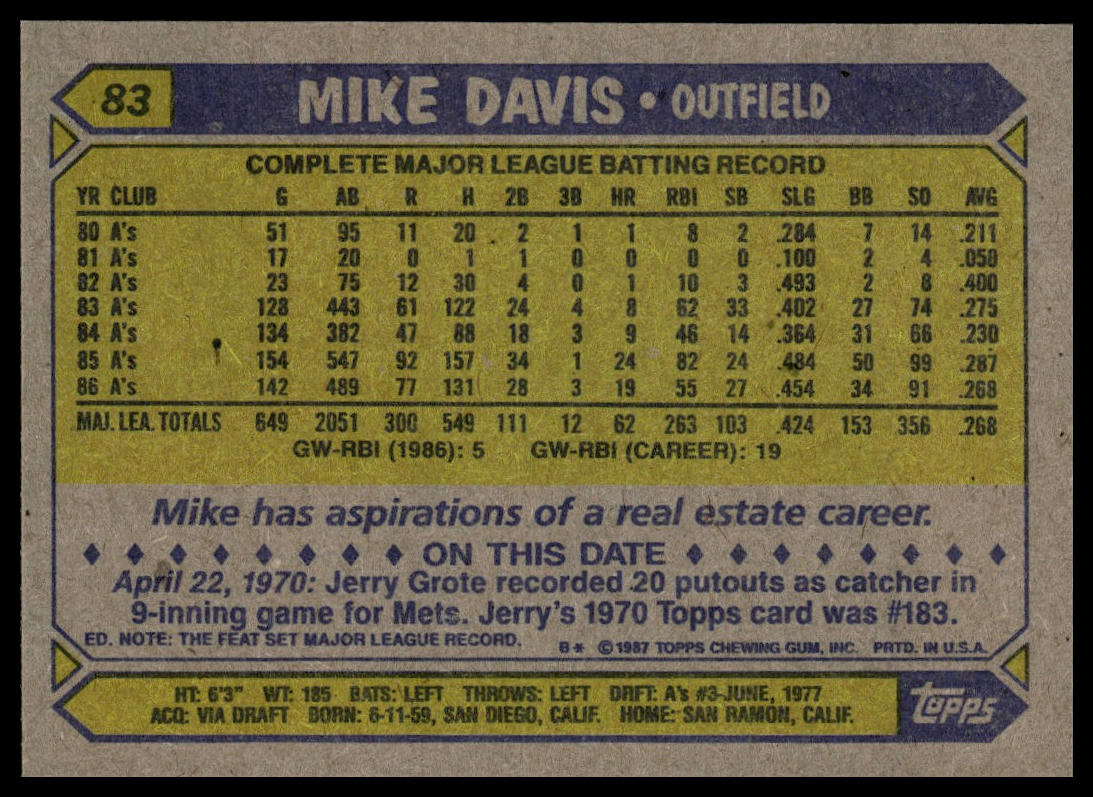 83 MIKE DAVIS • OUTFIELD
COMPLETE MAJOR LEAGUE BATTING RECORD
YR CLUB G AB R H 2B 3B HR RBI SB SLG BB SO AVG
80 A's 51 95 11 20 2 1 1 8 2 .284 7 14 .211
81 A's 17 20 0 1 1 0 0 0 0 .100 2 4 .050
82 A's 23 75 12 30 4 0 1 10 3 .493 2 8 .400
83 A's 128 443 61 122 24 4 8 62 33 .402 27 74 .275
84 A's 134 382 47 88 18 3 9 46 14 .364 31 66 .230
85 A's 154 547 92 157 34 1 24 82 24 .484 50 99 .287
86 A's 142 489 77 131 28 3 19 55 27 .454 34 91 .268
MAJ. LEA. TOTALS 649 2051 300 549 111 12 62 263 103 .424 153 356 .268
GW-RBI (1986): 5 GW-RBI (CAREER): 19
Mike has aspirations of a real estate career.
ON THIS DATE
April 22, 1970: Jerry Grote recorded 20 putouts as catcher in
9-inning game for Mets. Jerry's 1970 Topps card was #183.
ED. NOTE: THE FEAT SET MAJOR LEAGUE RECORD.
B* ©1987 TOPPS CHEWING GUM, INC. PRTD. IN U.S.A.
HT: 6'3" WT: 185 BATS: LEFT THROWS: LEFT DRFT: A's #3-JUNE, 1977
ACQ: VIA DRAFT BORN: 6-11-59, SAN DIEGO, CALIF. HOME: SAN RAMON, CALIF.
topps